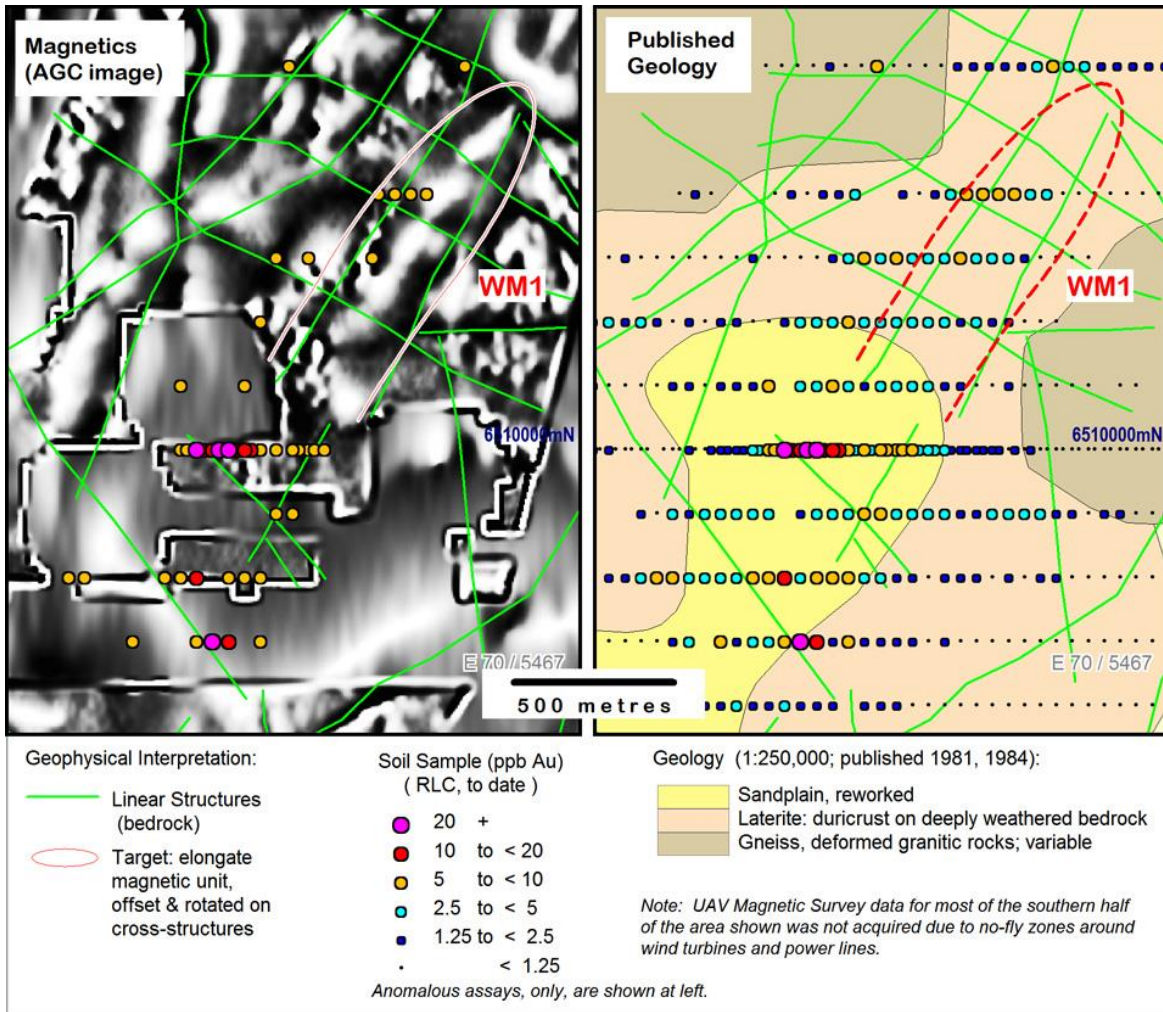 Magnetics
(AGC image)
WM1
6510000mN
E 70 / 5467
Published
Geology
WM1
6510000mN
E 70 / 5467
500 metres
Geophysical Interpretation:
Linear Structures
(bedrock)
Target: elongate
magnetic unit,
offset & rotated on
cross-structures
Soil Sample (ppb Au)
( RLC, to date )
20 +
10 to < 20
5 to < 10
2.5 to < 5
1.25 to < 2.5
< 1.25
Anomalous assays, only, are shown at left.
Geology (1:250,000; published 1981, 1984):
Sandplain, reworked
Laterite: duricrust on deeply weathered bedrock
Gneiss, deformed granitic rocks; variable
Note: UAV Magnetic Survey data for most of the southern half
of the area shown was not acquired due to no-fly zones around
wind turbines and power lines.